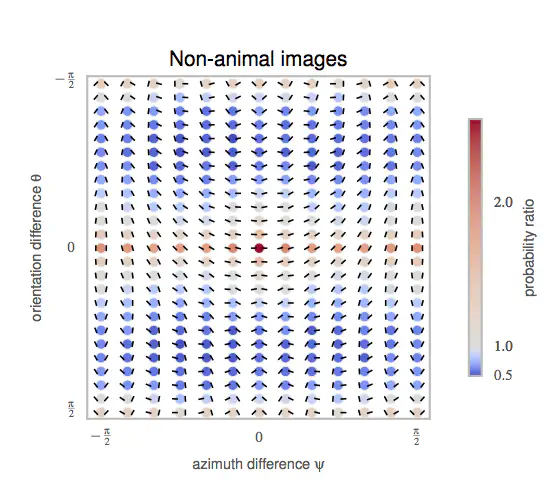 Non-animal images
− π/2
0
π/2
orientation difference θ
− π/2
0
π/2
azimuth difference ψ
2.0
1.0
0.5
probability ratio